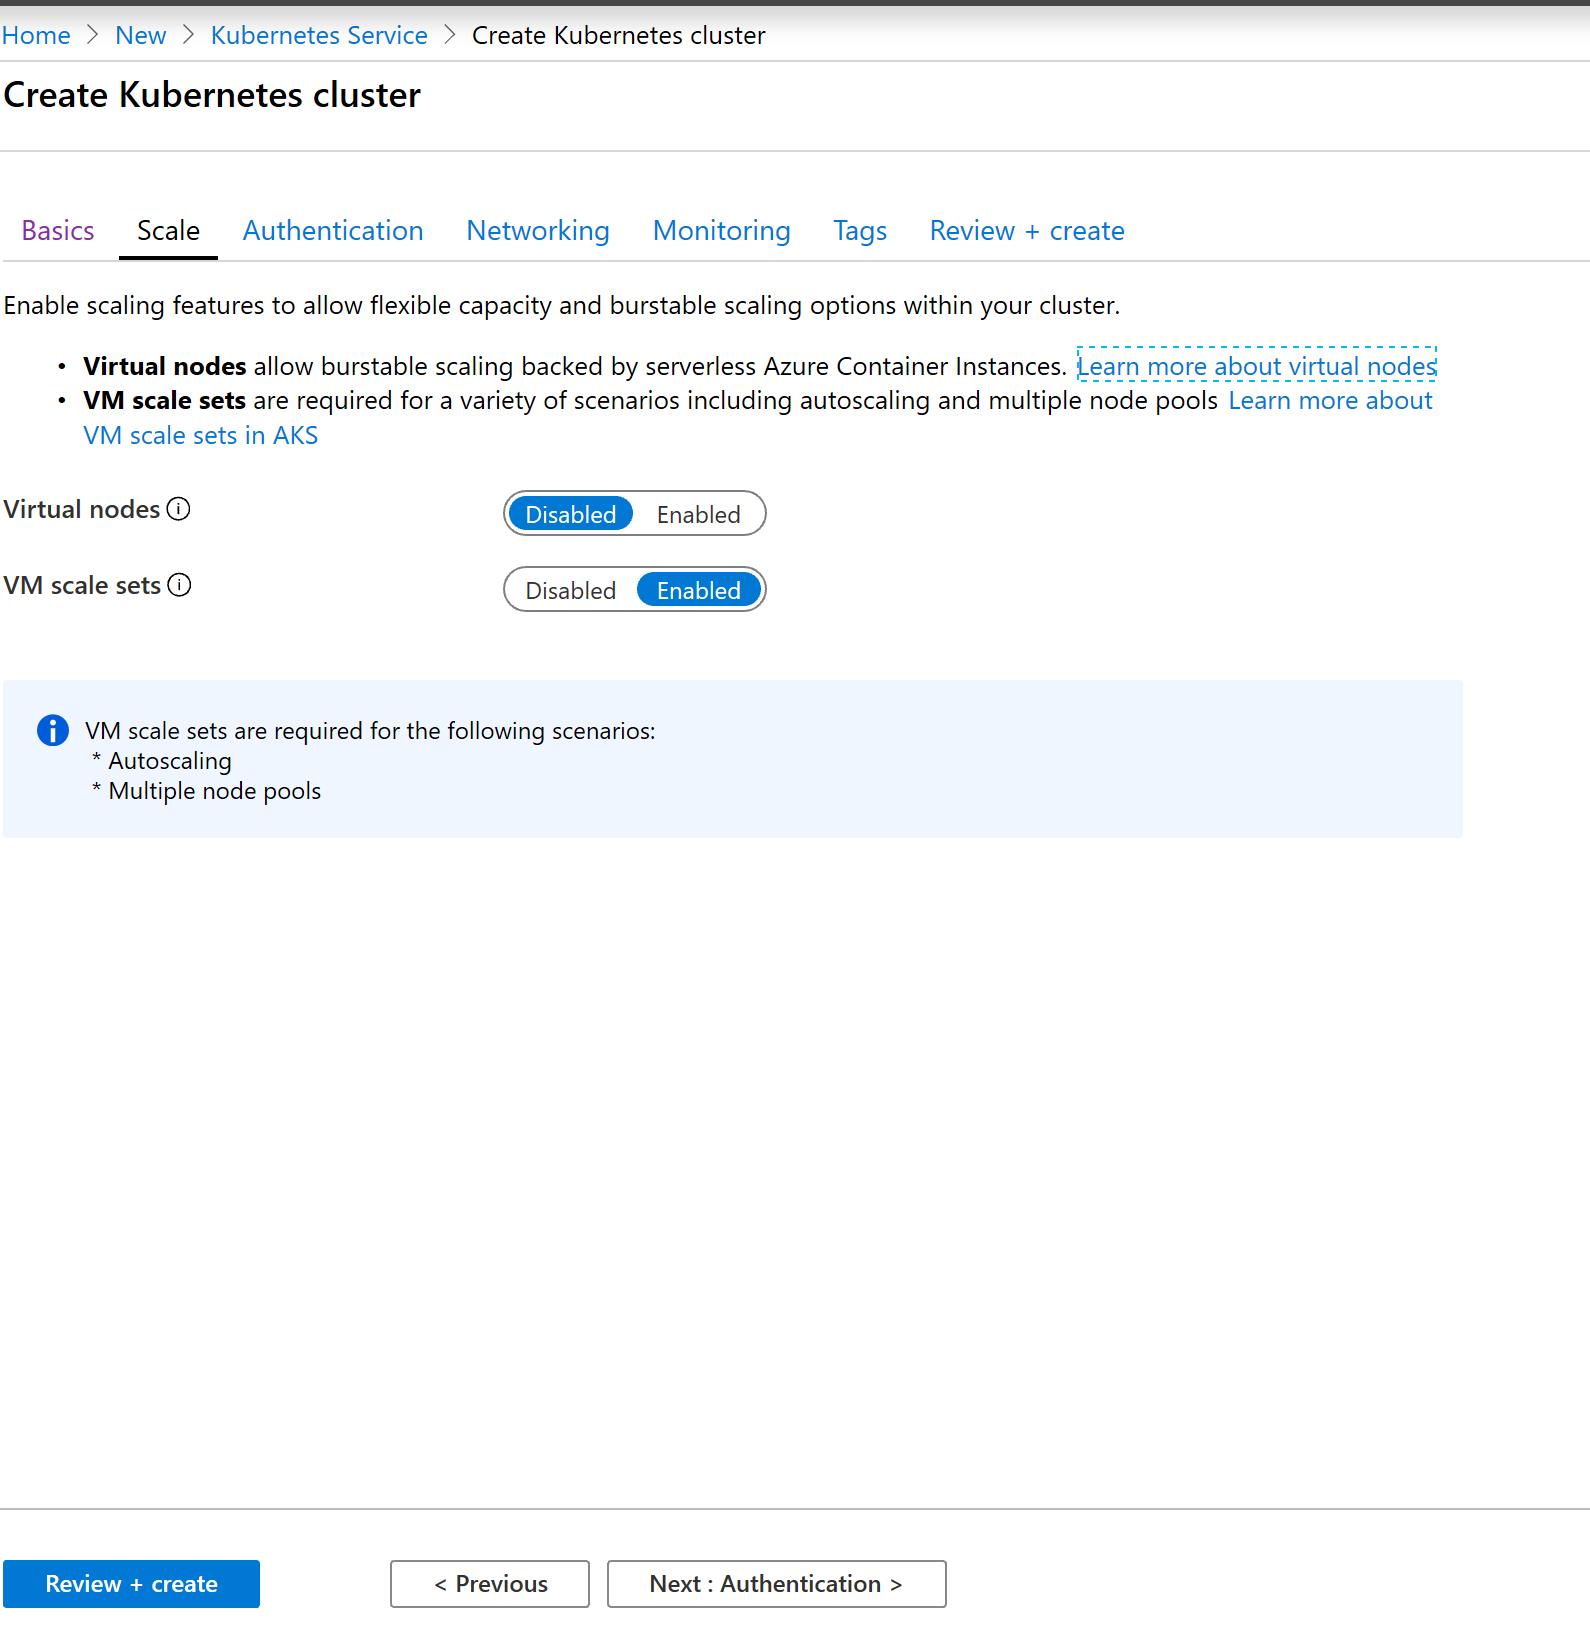 Home > New > Kubernetes Service > Create Kubernetes cluster
Create Kubernetes cluster
Basics Scale Authentication Networking Monitoring Tags Review + create
Enable scaling features to allow flexible capacity and burstable scaling options within your cluster.
• Virtual nodes allow burstable scaling backed by serverless Azure Container Instances. Learn more about virtual nodes
• VM scale sets are required for a variety of scenarios including autoscaling and multiple node pools Learn more about
VM scale sets in AKS
Virtual nodes Disabled Enabled
VM scale sets Disabled Enabled
VM scale sets are required for the following scenarios:
* Autoscaling
* Multiple node pools
Review + create < Previous Next : Authentication >